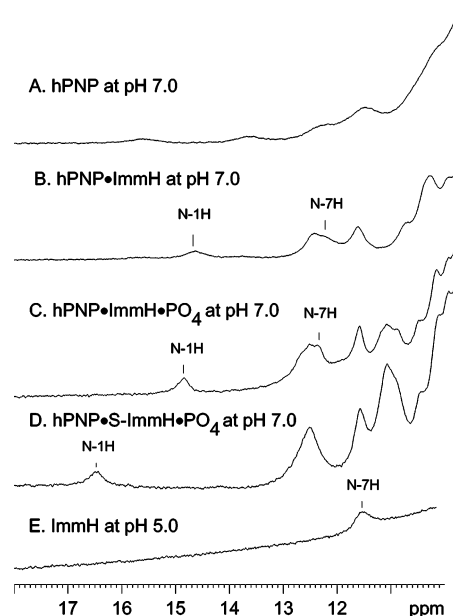 A. hPNP at pH 7.0
B. hPNP•ImmH at pH 7.0
N-1H
N-7H
C. hPNP•ImmH•PO4 at pH 7.0
N-1H
N-7H
D. hPNP•S-ImmH•PO4 at pH 7.0
N-1H
N-7H
E. ImmH at pH 5.0
17 16 15 14 13 12 ppm